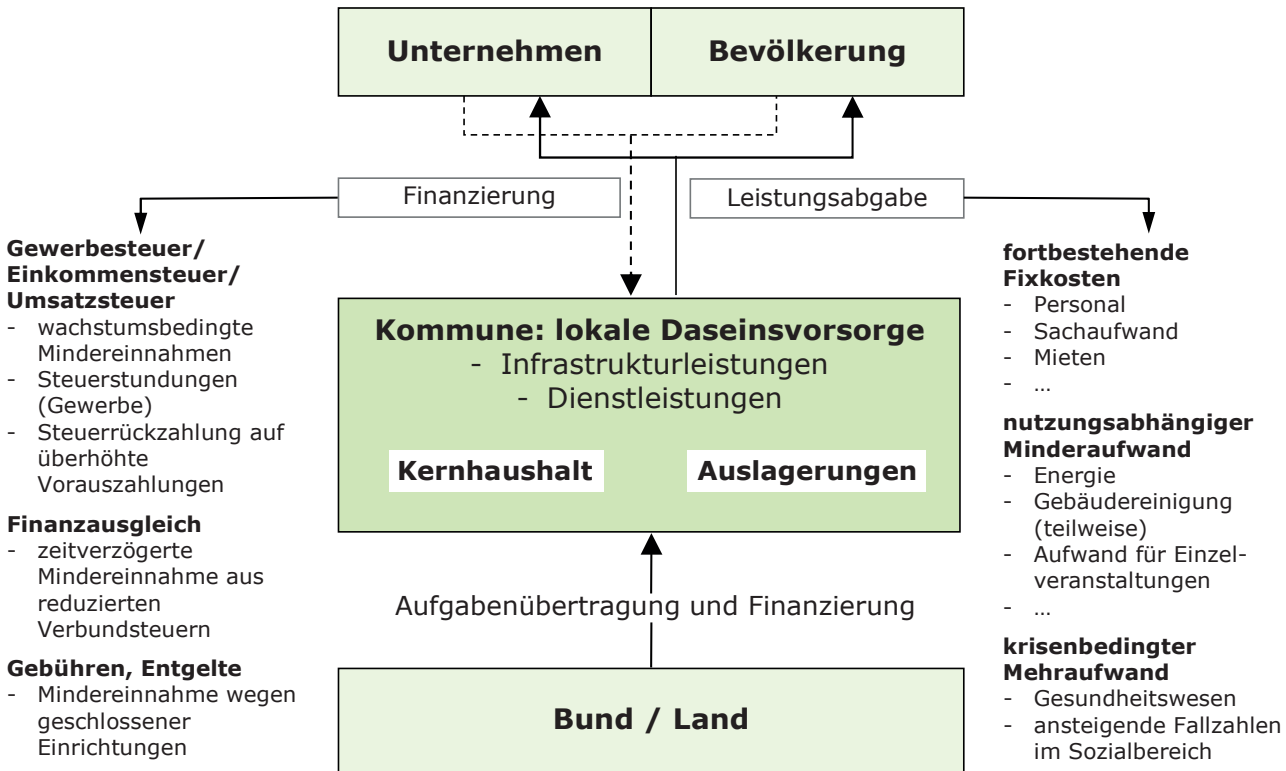 Unternehmen
Bevölkerung
Finanzierung
Leistungsabgabe
Gewerbesteuer/
Einkommensteuer/
Umsatzsteuer
- wachstumsbedingte
Mindereinnahmen
- Steuerstundungen
(Gewerbe)
- Steuerrückzahlung auf
überhöhte
Vorauszahlungen
Finanzausgleich
- zeitverzögerte
Mindereinnahme aus
reduzierten
Verbundsteuern
Gebühren, Entgelte
- Mindereinnahme wegen
geschlossener
Einrichtungen
Kommune: lokale Daseinsvorsorge
- Infrastrukturleistungen
- Dienstleistungen
Kernhaushalt
Auslagerungen
Aufgabenübertragung und Finanzierung
Bund / Land
fortbestehende
Fixkosten
- Personal
- Sachaufwand
- Mieten
- …
nutzungsabhängiger
Minderaufwand
- Energie
- Gebäudereinigung
(teilweise)
- Aufwand für Einzel-
veranstaltungen
- …
krisenbedingter
Mehraufwand
- Gesundheitswesen
- ansteigende Fallzahlen
im Sozialbereich